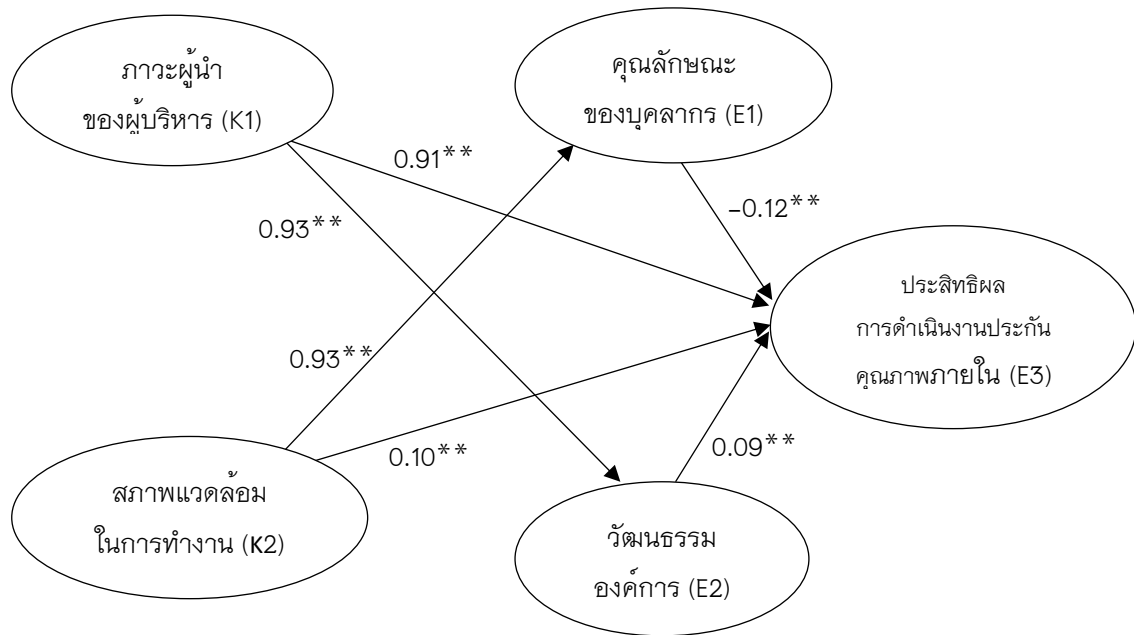 ภาวะผู้นำ
ของผู้บริหาร (K1)
คุณลักษณะ
ของบุคลากร (E1)
0.91**
-0.12**
0.93**
ประสิทธิผล
การดำเนินงานประกัน
คุณภาพภายใน (E3)
0.93**
0.10**
0.09**
สภาพแวดล้อม
ในการทำงาน (K2)
วัฒนธรรม
องค์การ (E2)